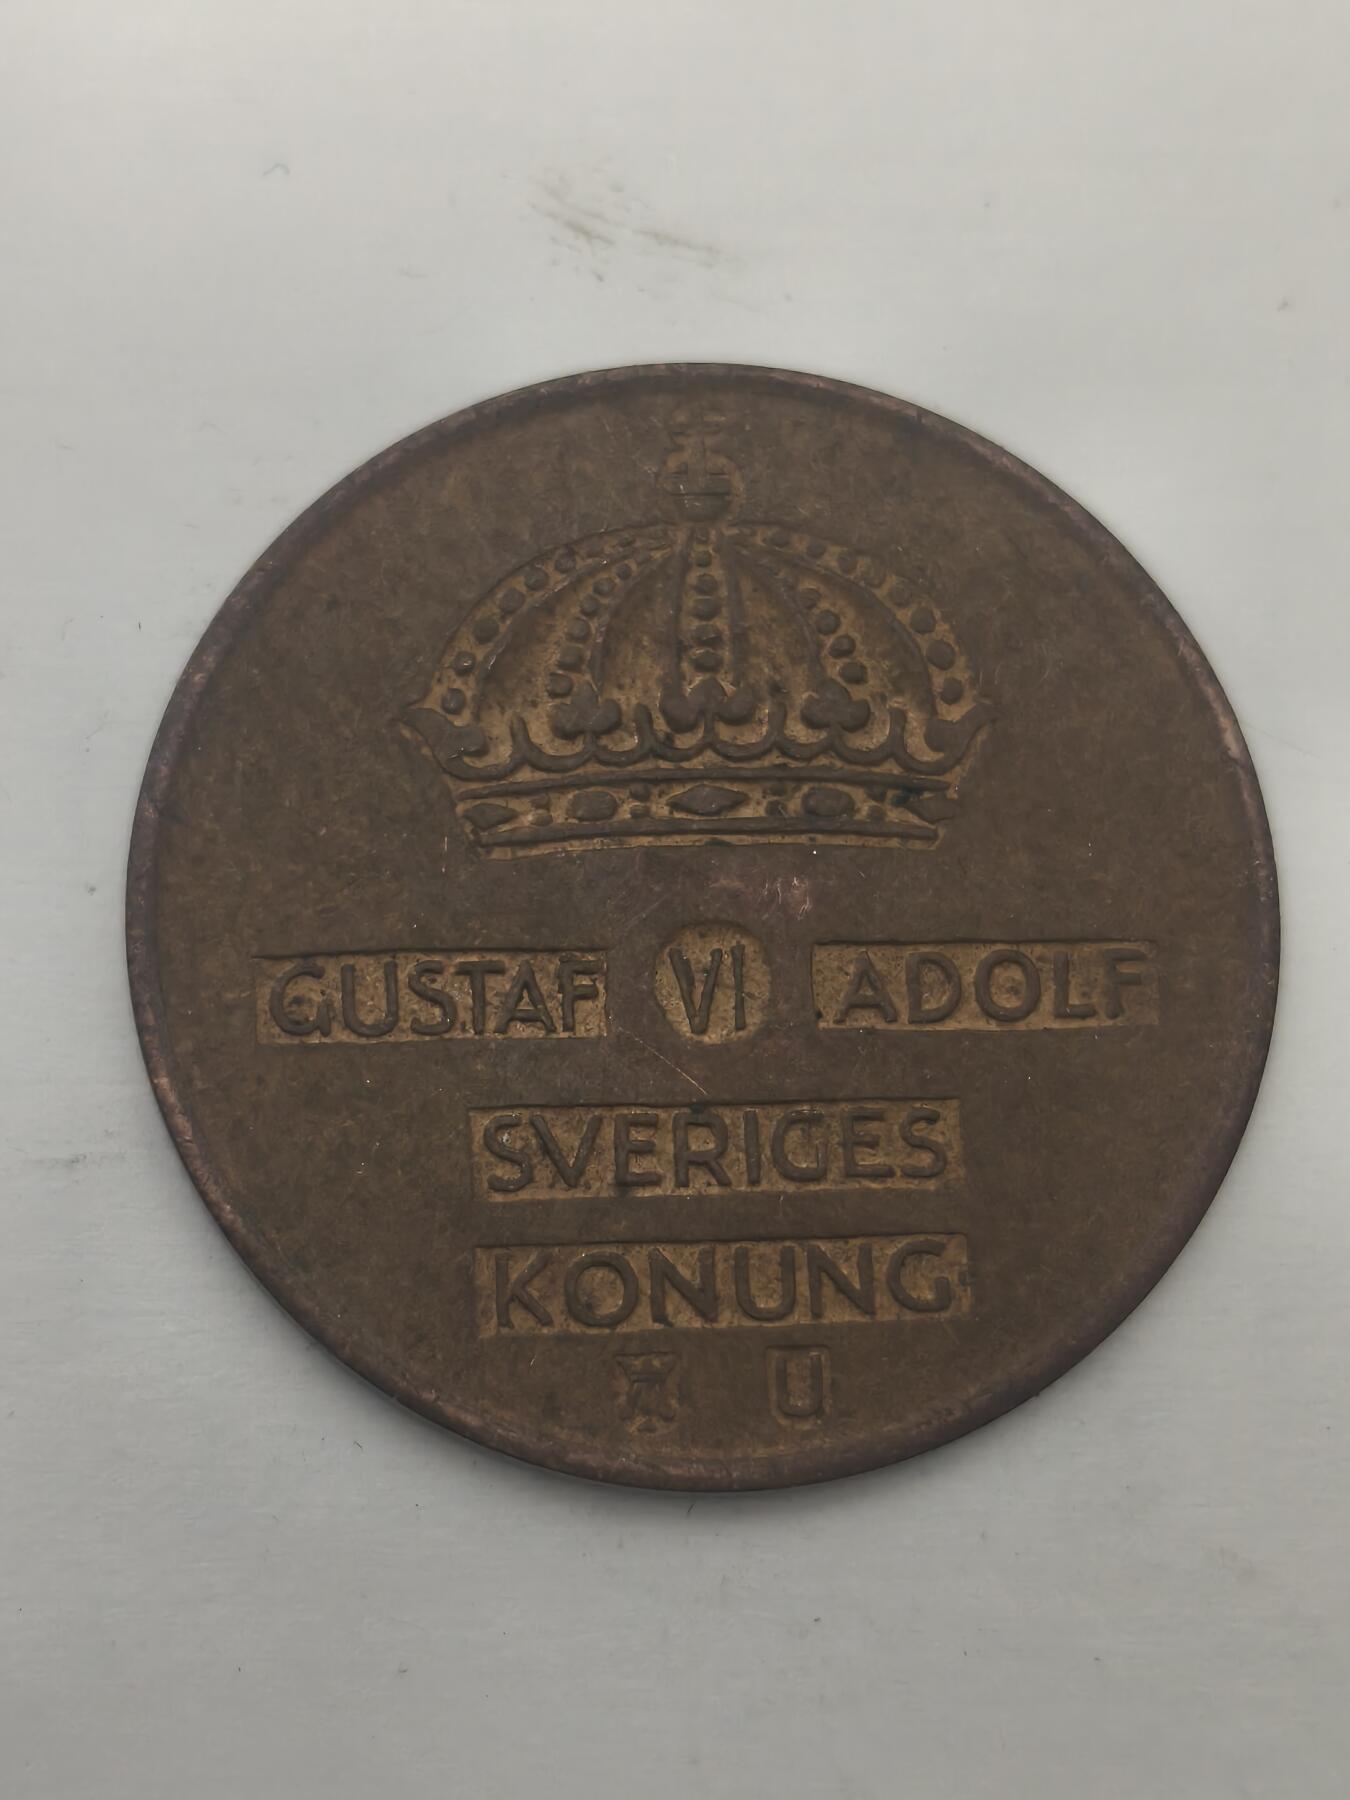 GUSTAF VI ADOLF
SVERIGES
KONUNG
U